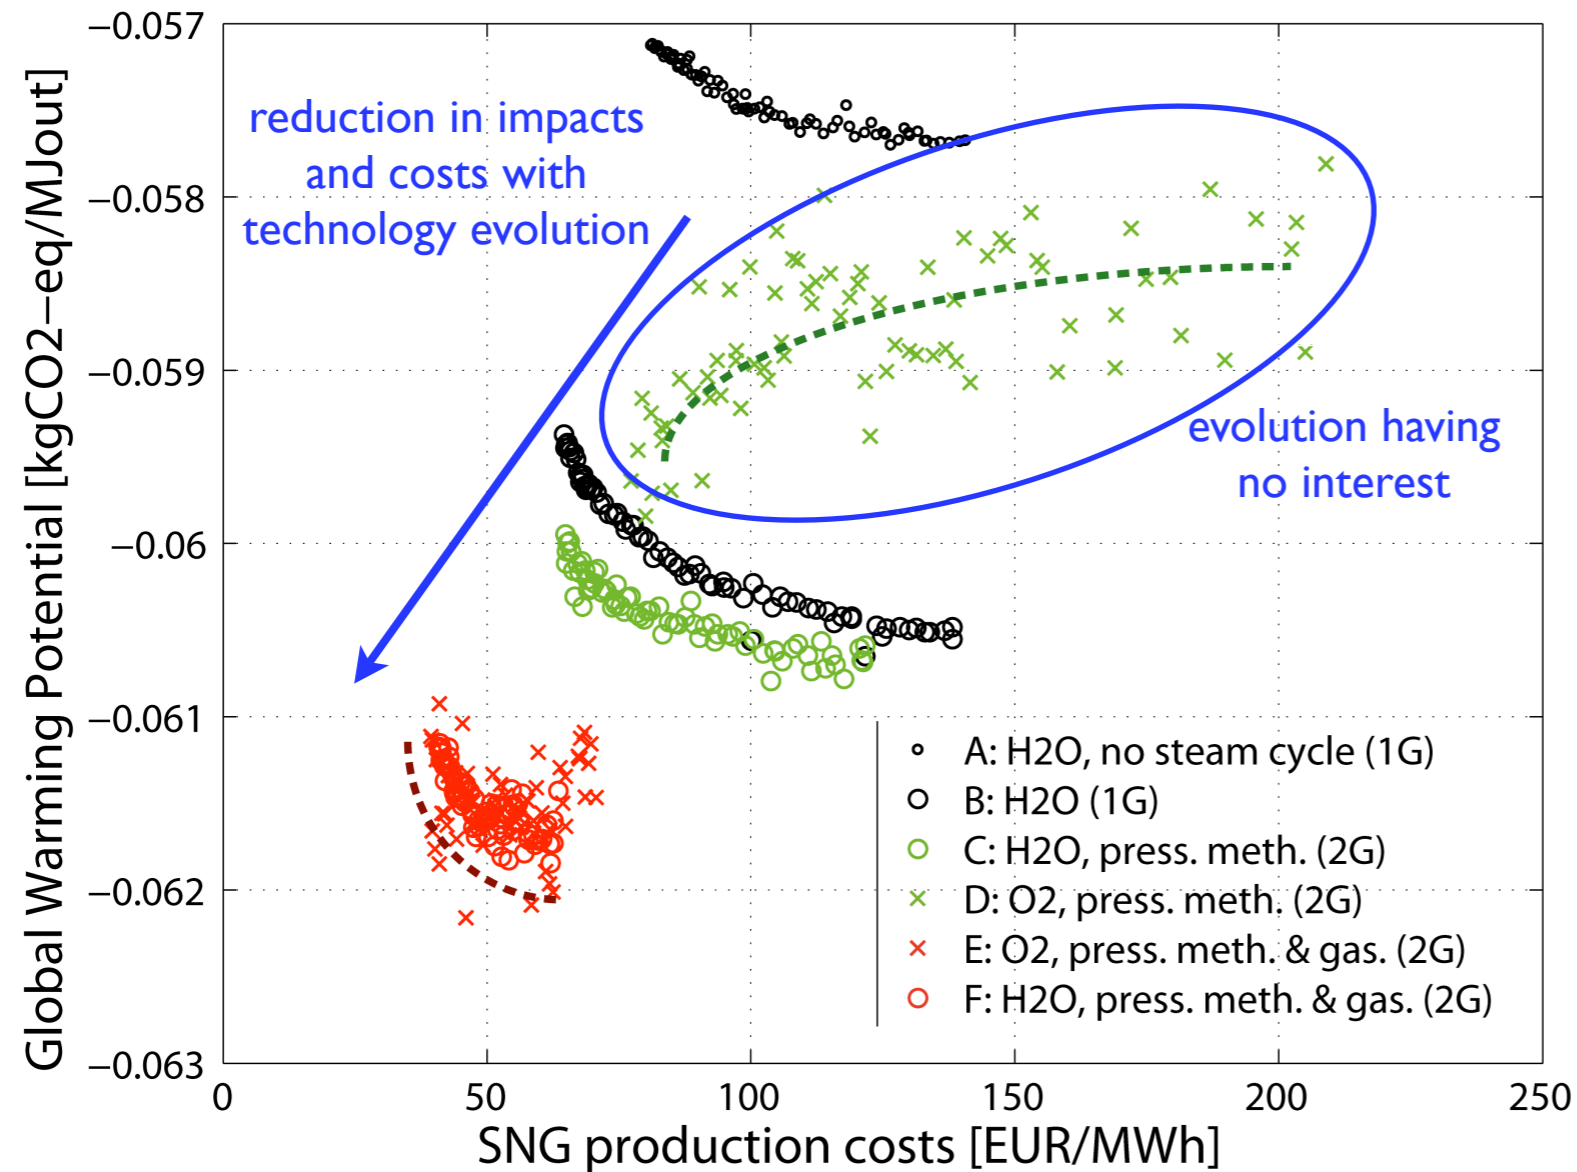 Global Warming Potential [kgCO2−eq/MJout]
−0.057
−0.058
−0.059
−0.06
−0.061
−0.062
−0.063
reduction in impacts
and costs with
technology evolution
evolution having
no interest
A: H2O, no steam cycle (1G)
B: H2O (1G)
C: H2O, press. meth. (2G)
D: O2, press. meth. (2G)
E: O2, press. meth. & gas. (2G)
F: H2O, press. meth. & gas. (2G)
0 50 100 150 200 250
SNG production costs [EUR/MWh]